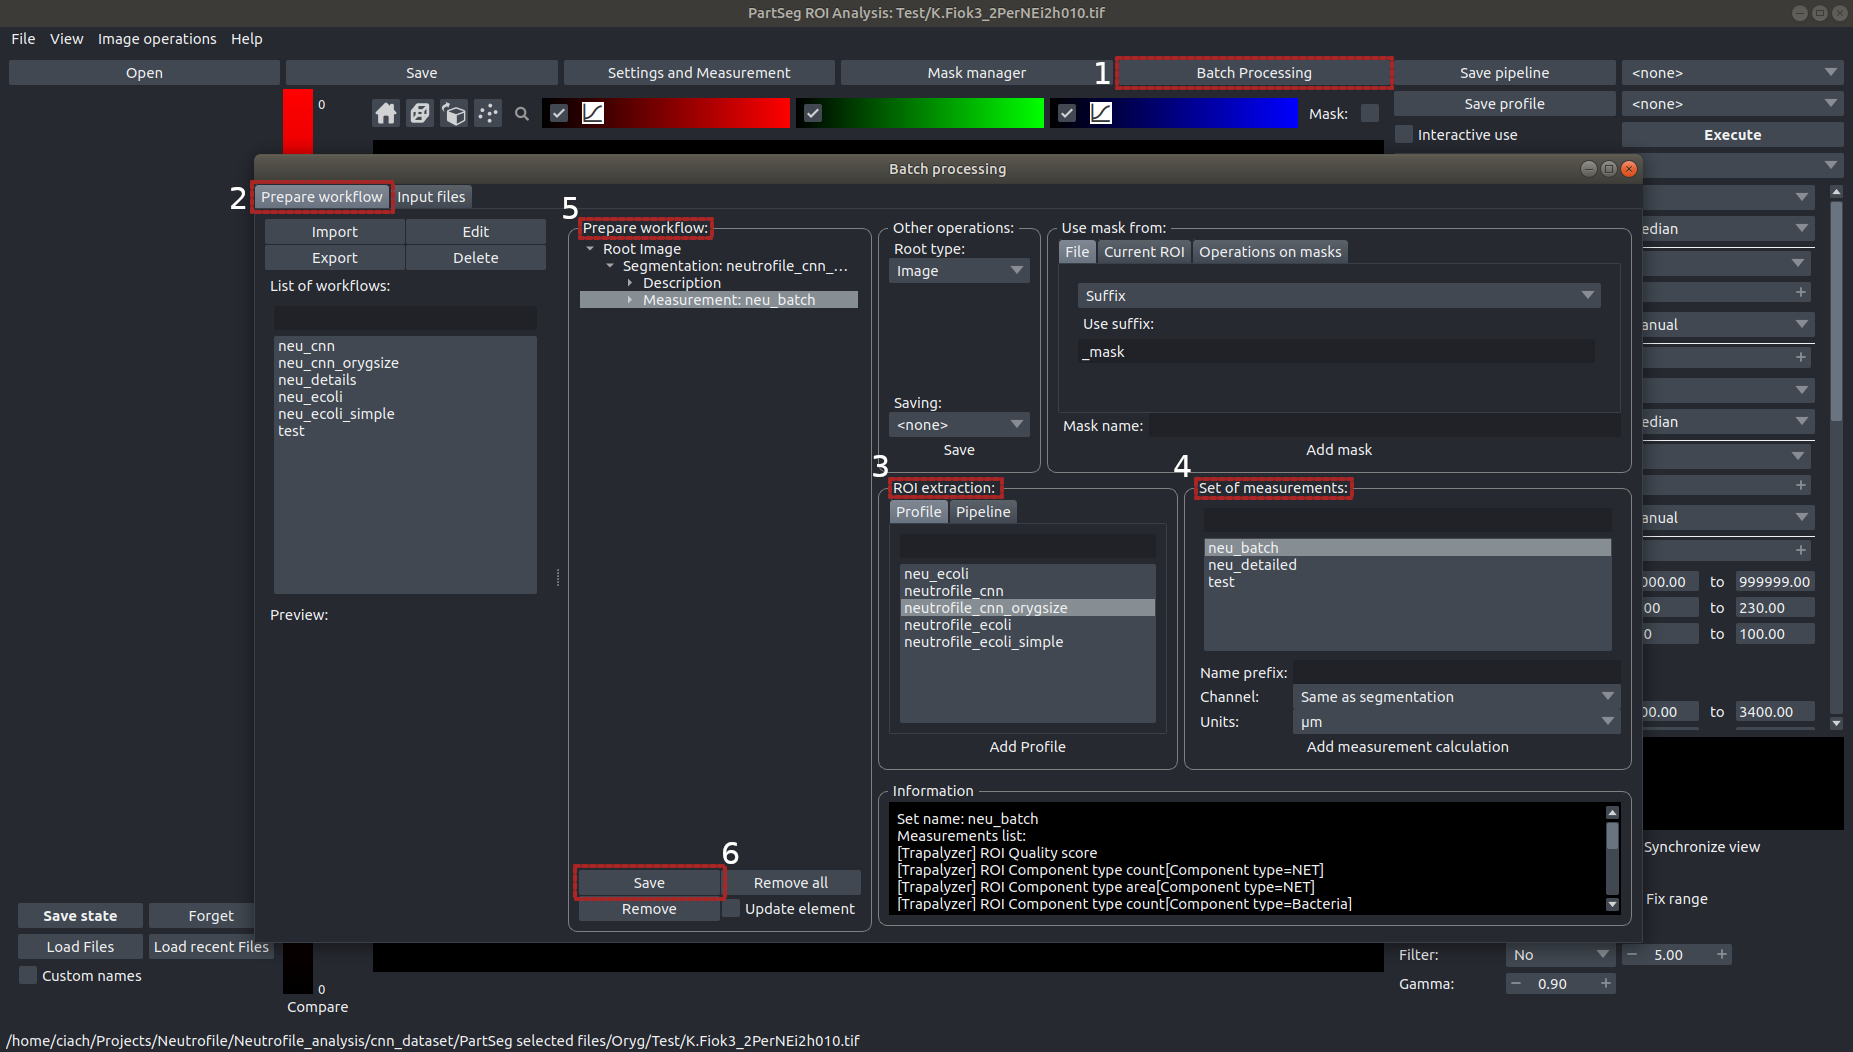 PartSeg ROI Analysis: Test/K.Fiok3_2PerNEi2h010.tif
File View Image operations Help
Open Save Settings and Measurement Mask manager 1 Batch Processing Save pipeline <none>
0 Mask: Save profile <none>
Interactive use Execute
Batch processing
2 Prepare workflow Input files
Import Edit
Export Delete
List of workflows:
neu_cnn
neu_cnn_orygsize
neu_details
neu_ecoli
neu_ecoli_simple
test
Preview:
5
Prepare workflow:
Root Image
Segmentation: neutrofile_cnn_...
Description
Measurement: neu_batch
6
Save Remove all
Remove Update element
Other operations:
Root type:
Image
Saving:
<none>
Save
Use mask from:
File Current ROI Operations on masks
Suffix
Use suffix:
_mask
Mask name:
Add mask
3
ROI extraction:
Profile Pipeline
neu_ecoli
neutrofile_cnn
neutrofile_cnn_orygsize
neutrofile_ecoli
neutrofile_ecoli_simple
Add Profile
4
Set of measurements:
neu_batch
neu_detailed
test
Name prefix:
Channel: Same as segmentation
Units: µm
Add measurement calculation
Information
Set name: neu_batch
Measurements list:
[Trapalyzer] ROI Quality score
[Trapalyzer] ROI Component type count[Component type=NET]
[Trapalyzer] ROI Component type area[Component type=NET]
[Trapalyzer] ROI Component type count[Component type=Bacteria]
edian
anual
edian
anual
000.00 to 999999.00
00 to 230.00
0 to 100.00
00.00 to 3400.00
Synchronize view
Fix range
Filter: No 5.00
Gamma: 0.90
Save state Forget
Load Files Load recent Files
Custom names
0
Compare
/home/ciach/Projects/Neutrofile/Neutrofile_analysis/cnn_dataset/PartSeg selected files/Oryg/Test/K.Fiok3_2PerNEi2h010.tif